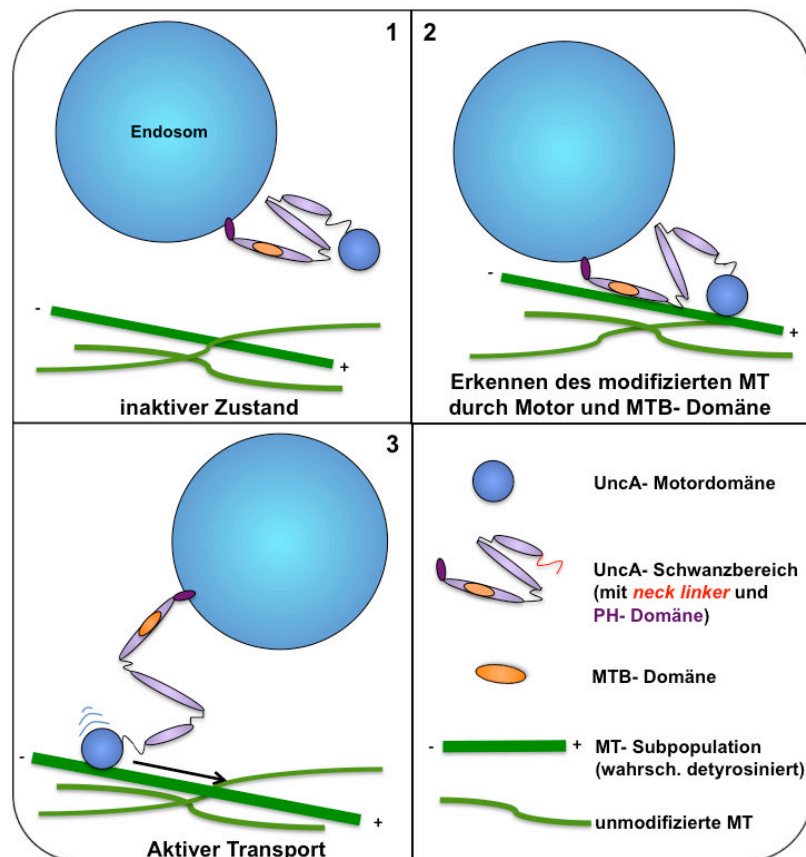 1
Endosom
-
+
inaktiver Zustand
2
-
+
Erkennen des modifizierten MT
durch Motor und MTB- Domäne
3
-
+
Aktiver Transport
UncA- Motordomäne
UncA- Schwanzbereich
(mit neck linker und
PH- Domäne)
MTB- Domäne
- +
MT- Subpopulation
(wahrsch. detyrosiniert)
unmodifizierte MT